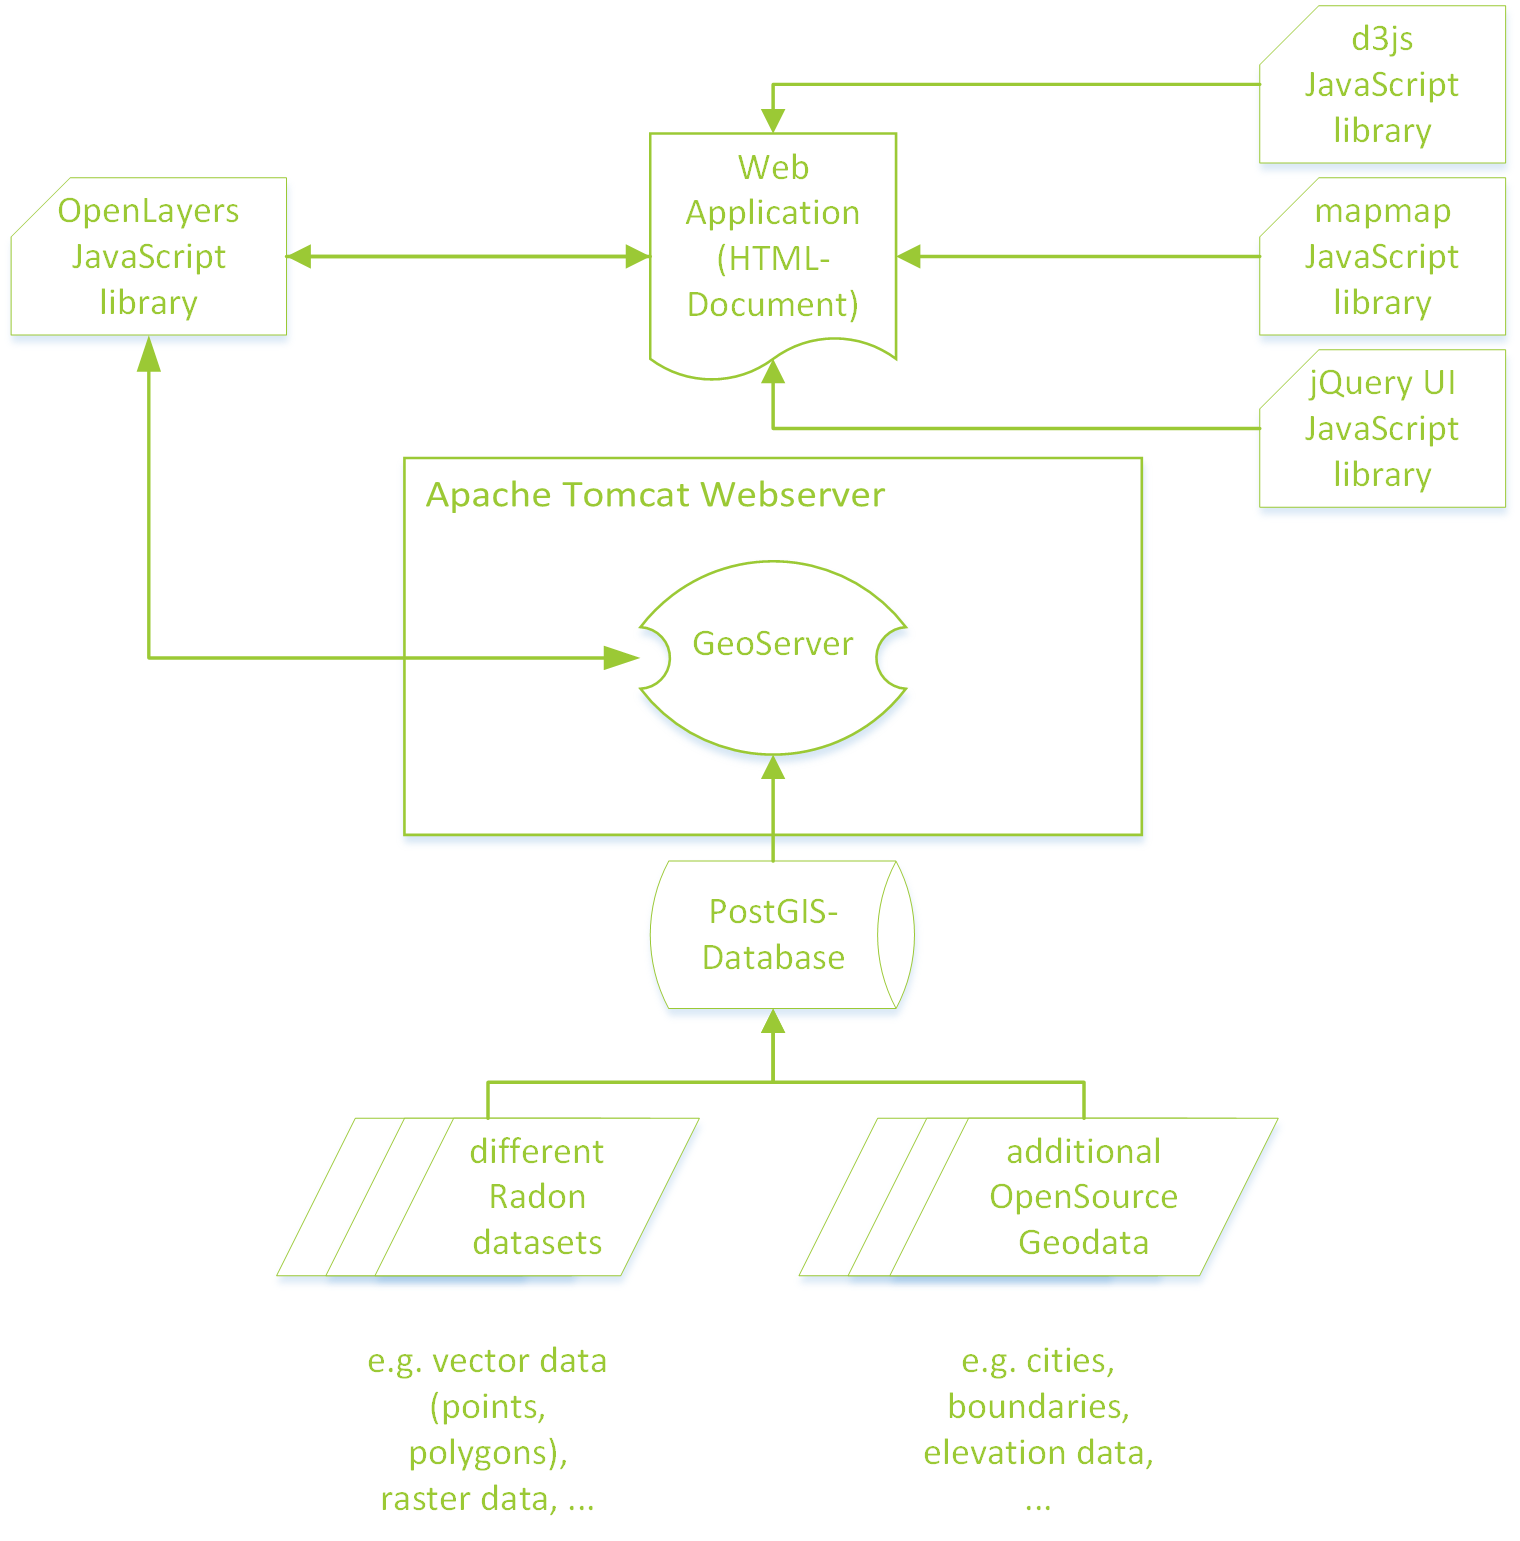 d3js
JavaScript
library
Web
Application
(HTML-
Document)
OpenLayers
JavaScript
library
mapmap
JavaScript
library
jQuery UI
JavaScript
library
Apache Tomcat Webserver
GeoServer
PostGIS-
Database
different
Radon
datasets
additional
OpenSource
Geodata
e.g. vector data
(points,
polygons),
raster data, ...
e.g. cities,
boundaries,
elevation data,
...